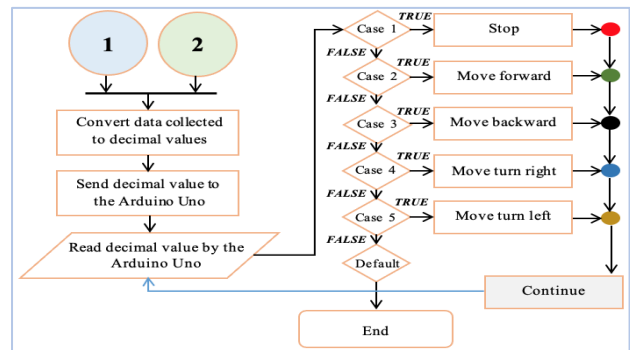 1
2
Convert data collected
to decimal values
Send decimal value to
the Arduino Uno
Read decimal value by the
Arduino Uno
Case 1
TRUE
Stop
FALSE
Case 2
TRUE
Move forward
FALSE
Case 3
TRUE
Move backward
FALSE
Case 4
TRUE
Move turn right
FALSE
Case 5
TRUE
Move turn left
FALSE
Default
Continue
End